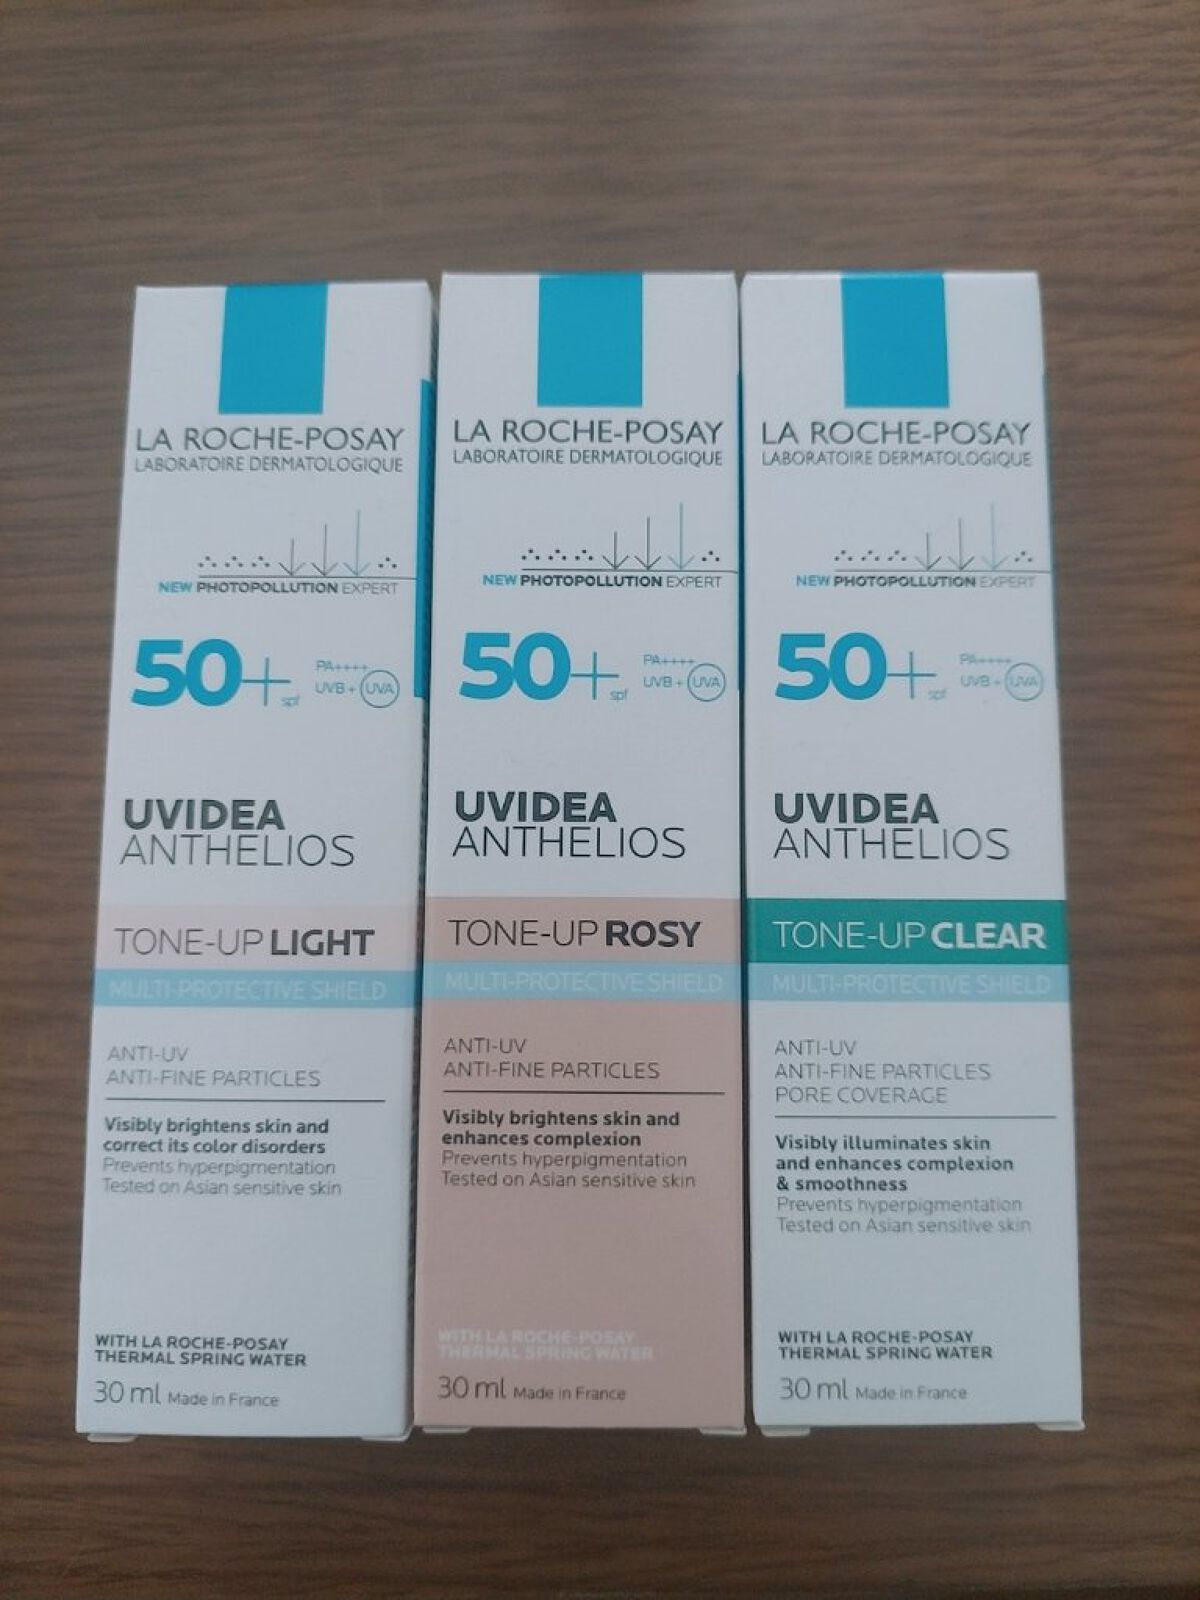 LA ROCHE-POSAY
LABORATOIRE DERMATOLOGIQUE
NEW PHOTOPOLLUTION EXPERT
50+ spf
PA++++
UVB + UVA
UVIDEA
ANTHELIOS
TONE-UP LIGHT
MULTI-PROTECTIVE SHIELD
ANTI-UV
ANTI-FINE PARTICLES
Visibly brightens skin and
correct its color disorders
Prevents hyperpigmentation
Tested on Asian sensitive skin
WITH LA ROCHE-POSAY
THERMAL SPRING WATER
30 ml Made in France
LA ROCHE-POSAY
LABORATOIRE DERMATOLOGIQUE
NEW PHOTOPOLLUTION EXPERT
50+ spf
PA++++
UVB + UVA
UVIDEA
ANTHELIOS
TONE-UP ROSY
MULTI-PROTECTIVE SHIELD
ANTI-UV
ANTI-FINE PARTICLES
Visibly brightens skin and
enhances complexion
Prevents hyperpigmentation
Tested on Asian sensitive skin
WITH LA ROCHE-POSAY
THERMAL SPRING WATER
30 ml Made in France
LA ROCHE-POSAY
LABORATOIRE DERMATOLOGIQUE
NEW PHOTOPOLLUTION EXPERT
50+ spf
PA++++
UVB + UVA
UVIDEA
ANTHELIOS
TONE-UP CLEAR
MULTI-PROTECTIVE SHIELD
ANTI-UV
ANTI-FINE PARTICLES
PORE COVERAGE
Visibly illuminates skin
and enhances complexion
& smoothness
Prevents hyperpigmentation
Tested on Asian sensitive skin
WITH LA ROCHE-POSAY
THERMAL SPRING WATER
30 ml Made in France